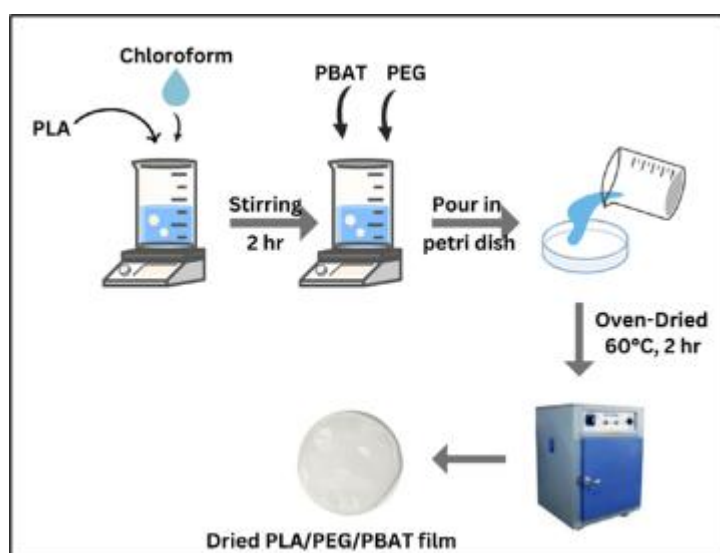 Chloroform
PLA
PBAT
PEG
Stirring
2 hr
Pour in
petri dish
Oven-Dried
60°C, 2 hr
Dried PLA/PEG/PBAT film